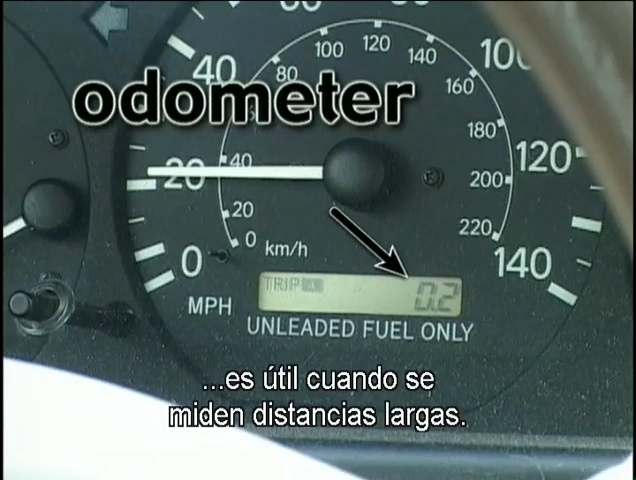 100 120 140
40 80 160 100
odometer
180
40 120
20 200
20 220
0 km/h 140
0
TRIP A 0.2
MPH
UNLEADED FUEL ONLY
...es útil cuando se
miden distancias largas.